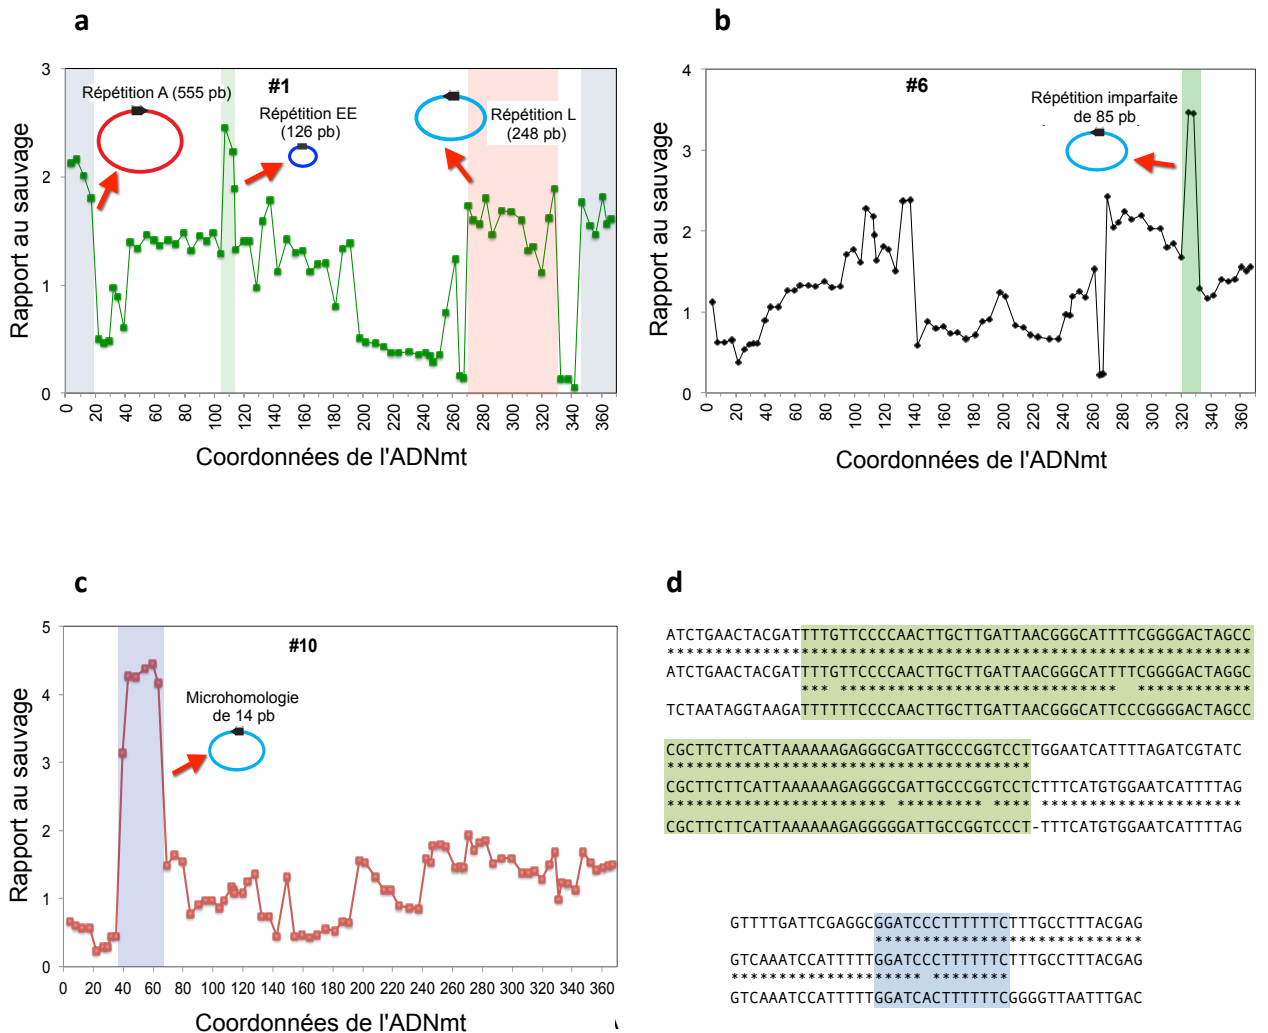 a
#1
Répétition A (555 pb)
Répétition EE
(126 pb)
Répétition L
(248 pb)
Rapport au sauvage
3
2
1
0
0 20 40 60 80 100 120 140 160 180 200 220 240 260 280 300 320 340 360
Coordonnées de l'ADNmt
b
#6
Répétition imparfaite
de 85 pb
Rapport au sauvage
4
3
2
1
0
0 20 40 60 80 100 120 140 160 180 200 220 240 260 280 300 320 340 360
Coordonnées de l'ADNmt
c
#10
Microhomologie
de 14 pb
Rapport au sauvage
5
4
3
2
1
0
0 20 40 60 80 100 120 140 160 180 200 220 240 260 280 300 320 340 360
Coordonnées de l'ADNmt
d
ATCTGAACTACGATTTTGTTCCCCAACTTGCTTGATTAACGGGCATTTTCGGGGACTAGCC
*************************************************************
ATCTGAACTACGATTTTGTTCCCCAACTTGCTTGATTAACGGGCATTTTCGGGGACTAGGC
*** ***************************** ************
TCTAATAGGTAAGATTTTTTCCCCAACTTGCTTGATTAACGGGCATTCCCGGGGACTAGCC
CGCTTCTTCATTAAAAAAGAGGGCGATTGCCCGGTCCTTGGAATCATTTTAGATCGTATC
**************************************
CGCTTCTTCATTAAAAAAGAGGGCGATTGCCCGGTCCTCTTTCATGTGGAATCATTTTAG
*********************** ********* **** *********************
CGCTTCTTCATTAAAAAAGAGGGGGATTGCCGGTCCCT-TTTCATGTGGAATCATTTTAG
GTTTTGATTCGAGGCGGATCCCTTTTTTCTTTGCCTTTACGAG
****************************
GTCAAATCCATTTTTGGATCCCTTTTTTCTTTGCCTTTACGAG
******************** ********
GTCAAATCCATTTTTGGATCACTTTTTTCGGGGTTAATTTGAC